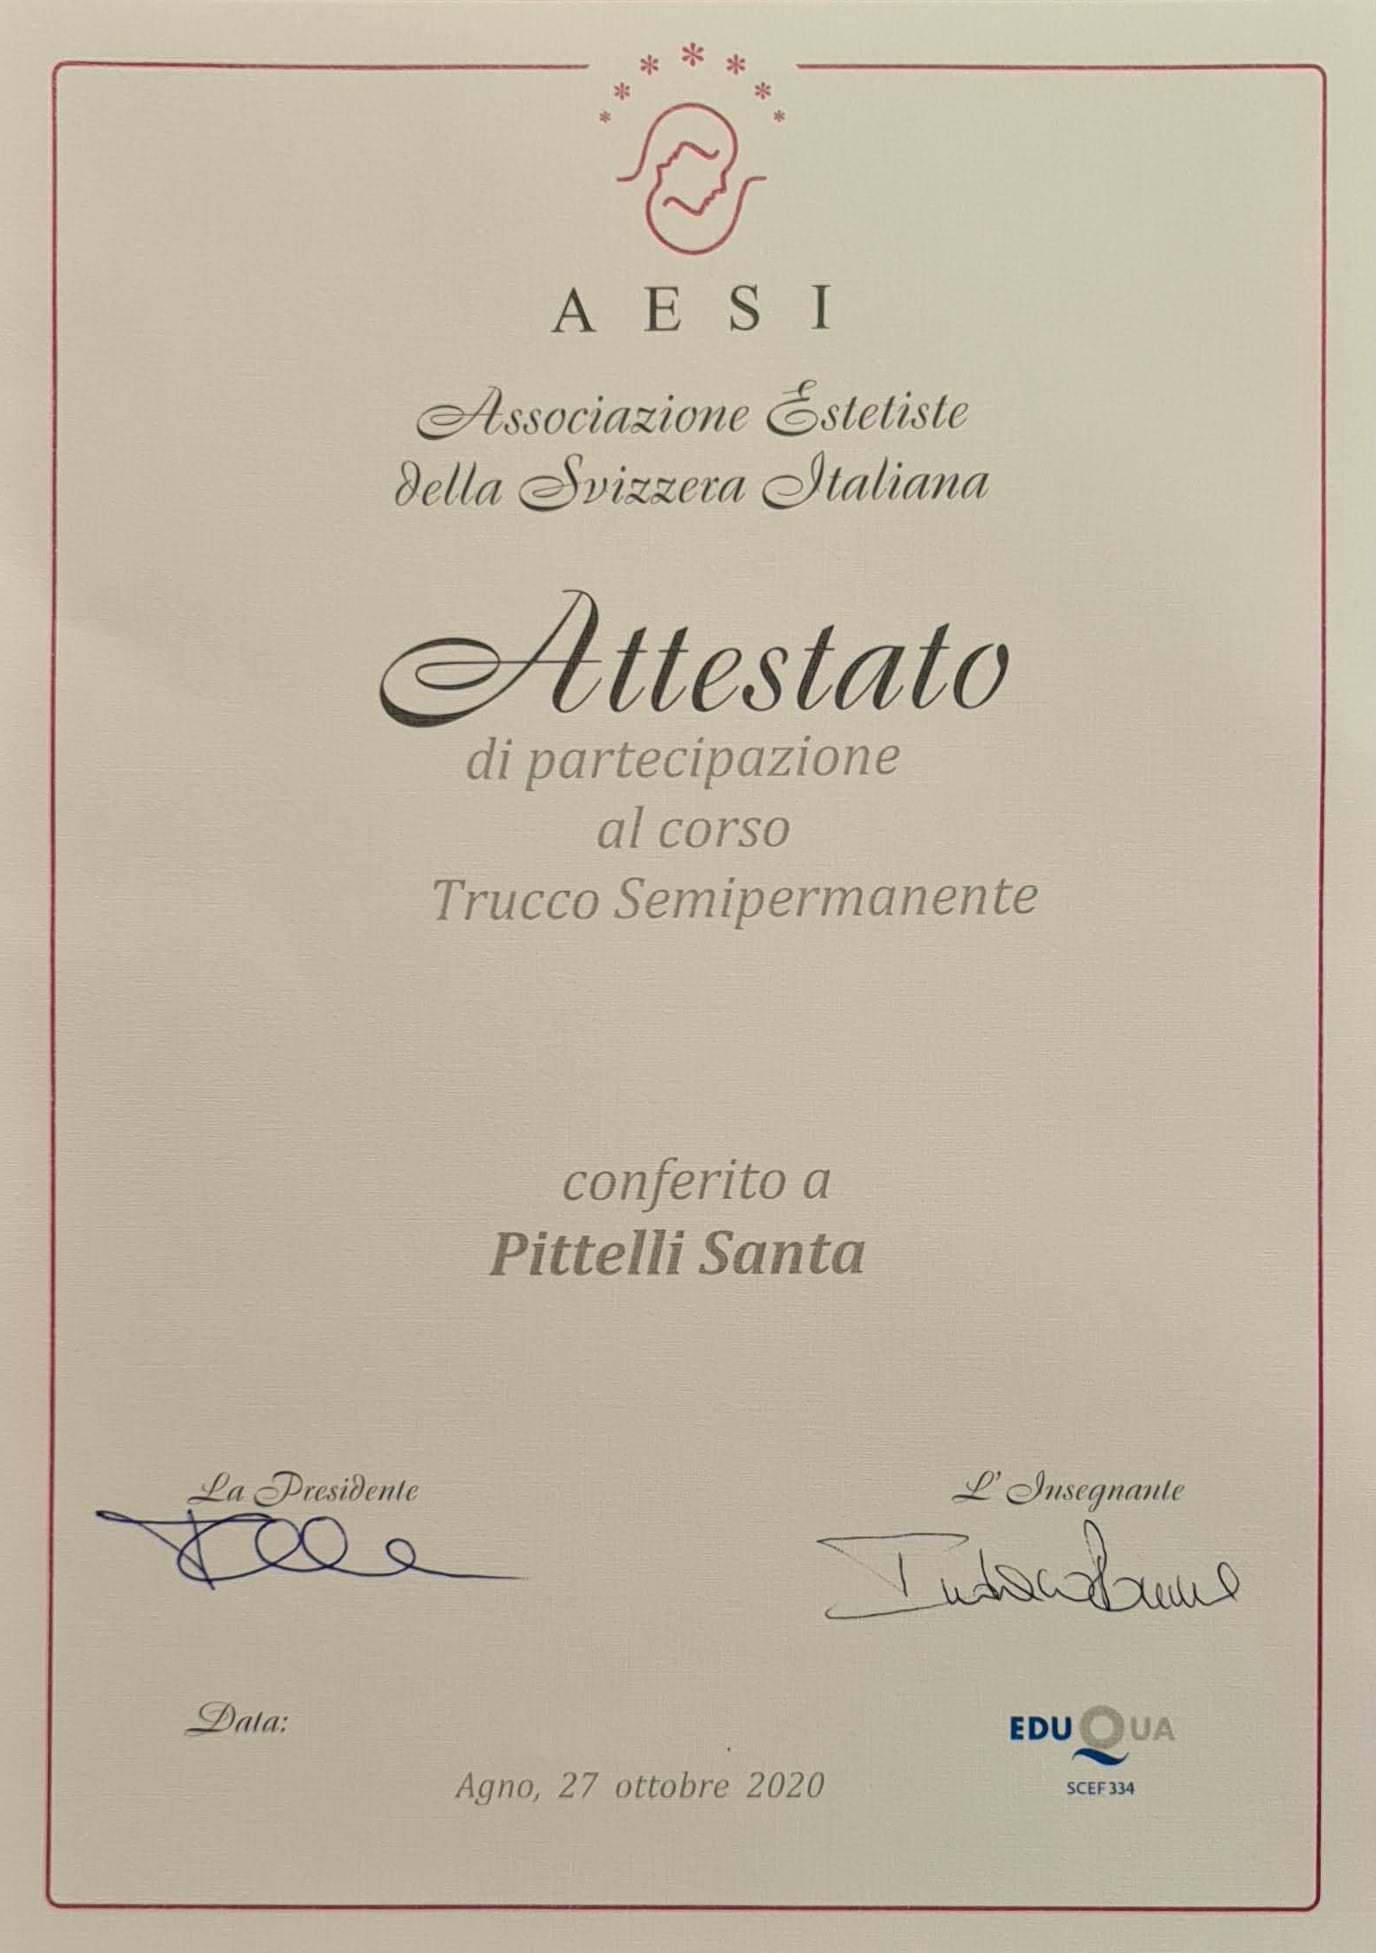 A E S I
Associazione Estetiste
della Svizzera Italiana
Attestato
di partecipazione
al corso
Trucco Semipermanente
conferito a
Pittelli Santa
La Presidente
L' Insegnante
Data:
Agno, 27 ottobre 2020
EDUQUA
SCEF334